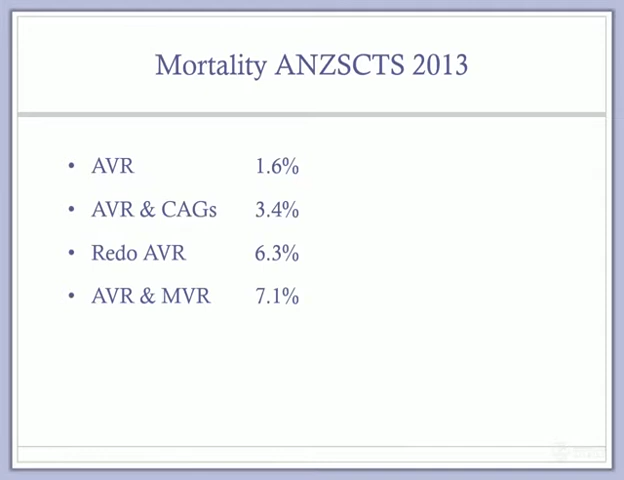 Mortality ANZSCTS 2013
• AVR 1.6%
• AVR & CAGs 3.4%
• Redo AVR 6.3%
• AVR & MVR 7.1%